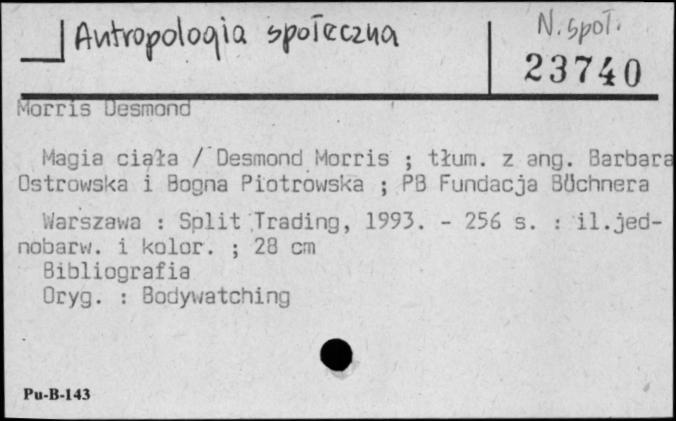 Antropologia społeczna
N. społ.
23740
Morris Desmond
Magia ciała / Desmond Morris ; tłum. z ang. Barbara
Ostrowska i Bogna Piotrowska ; PB Fundacja Büchnera
Warszawa : Split Trading, 1993. - 256 s. : il.jed-
nobarw. i kolor. ; 28 cm
Bibliografia
Oryg. : Bodywatching
Pu-B-143